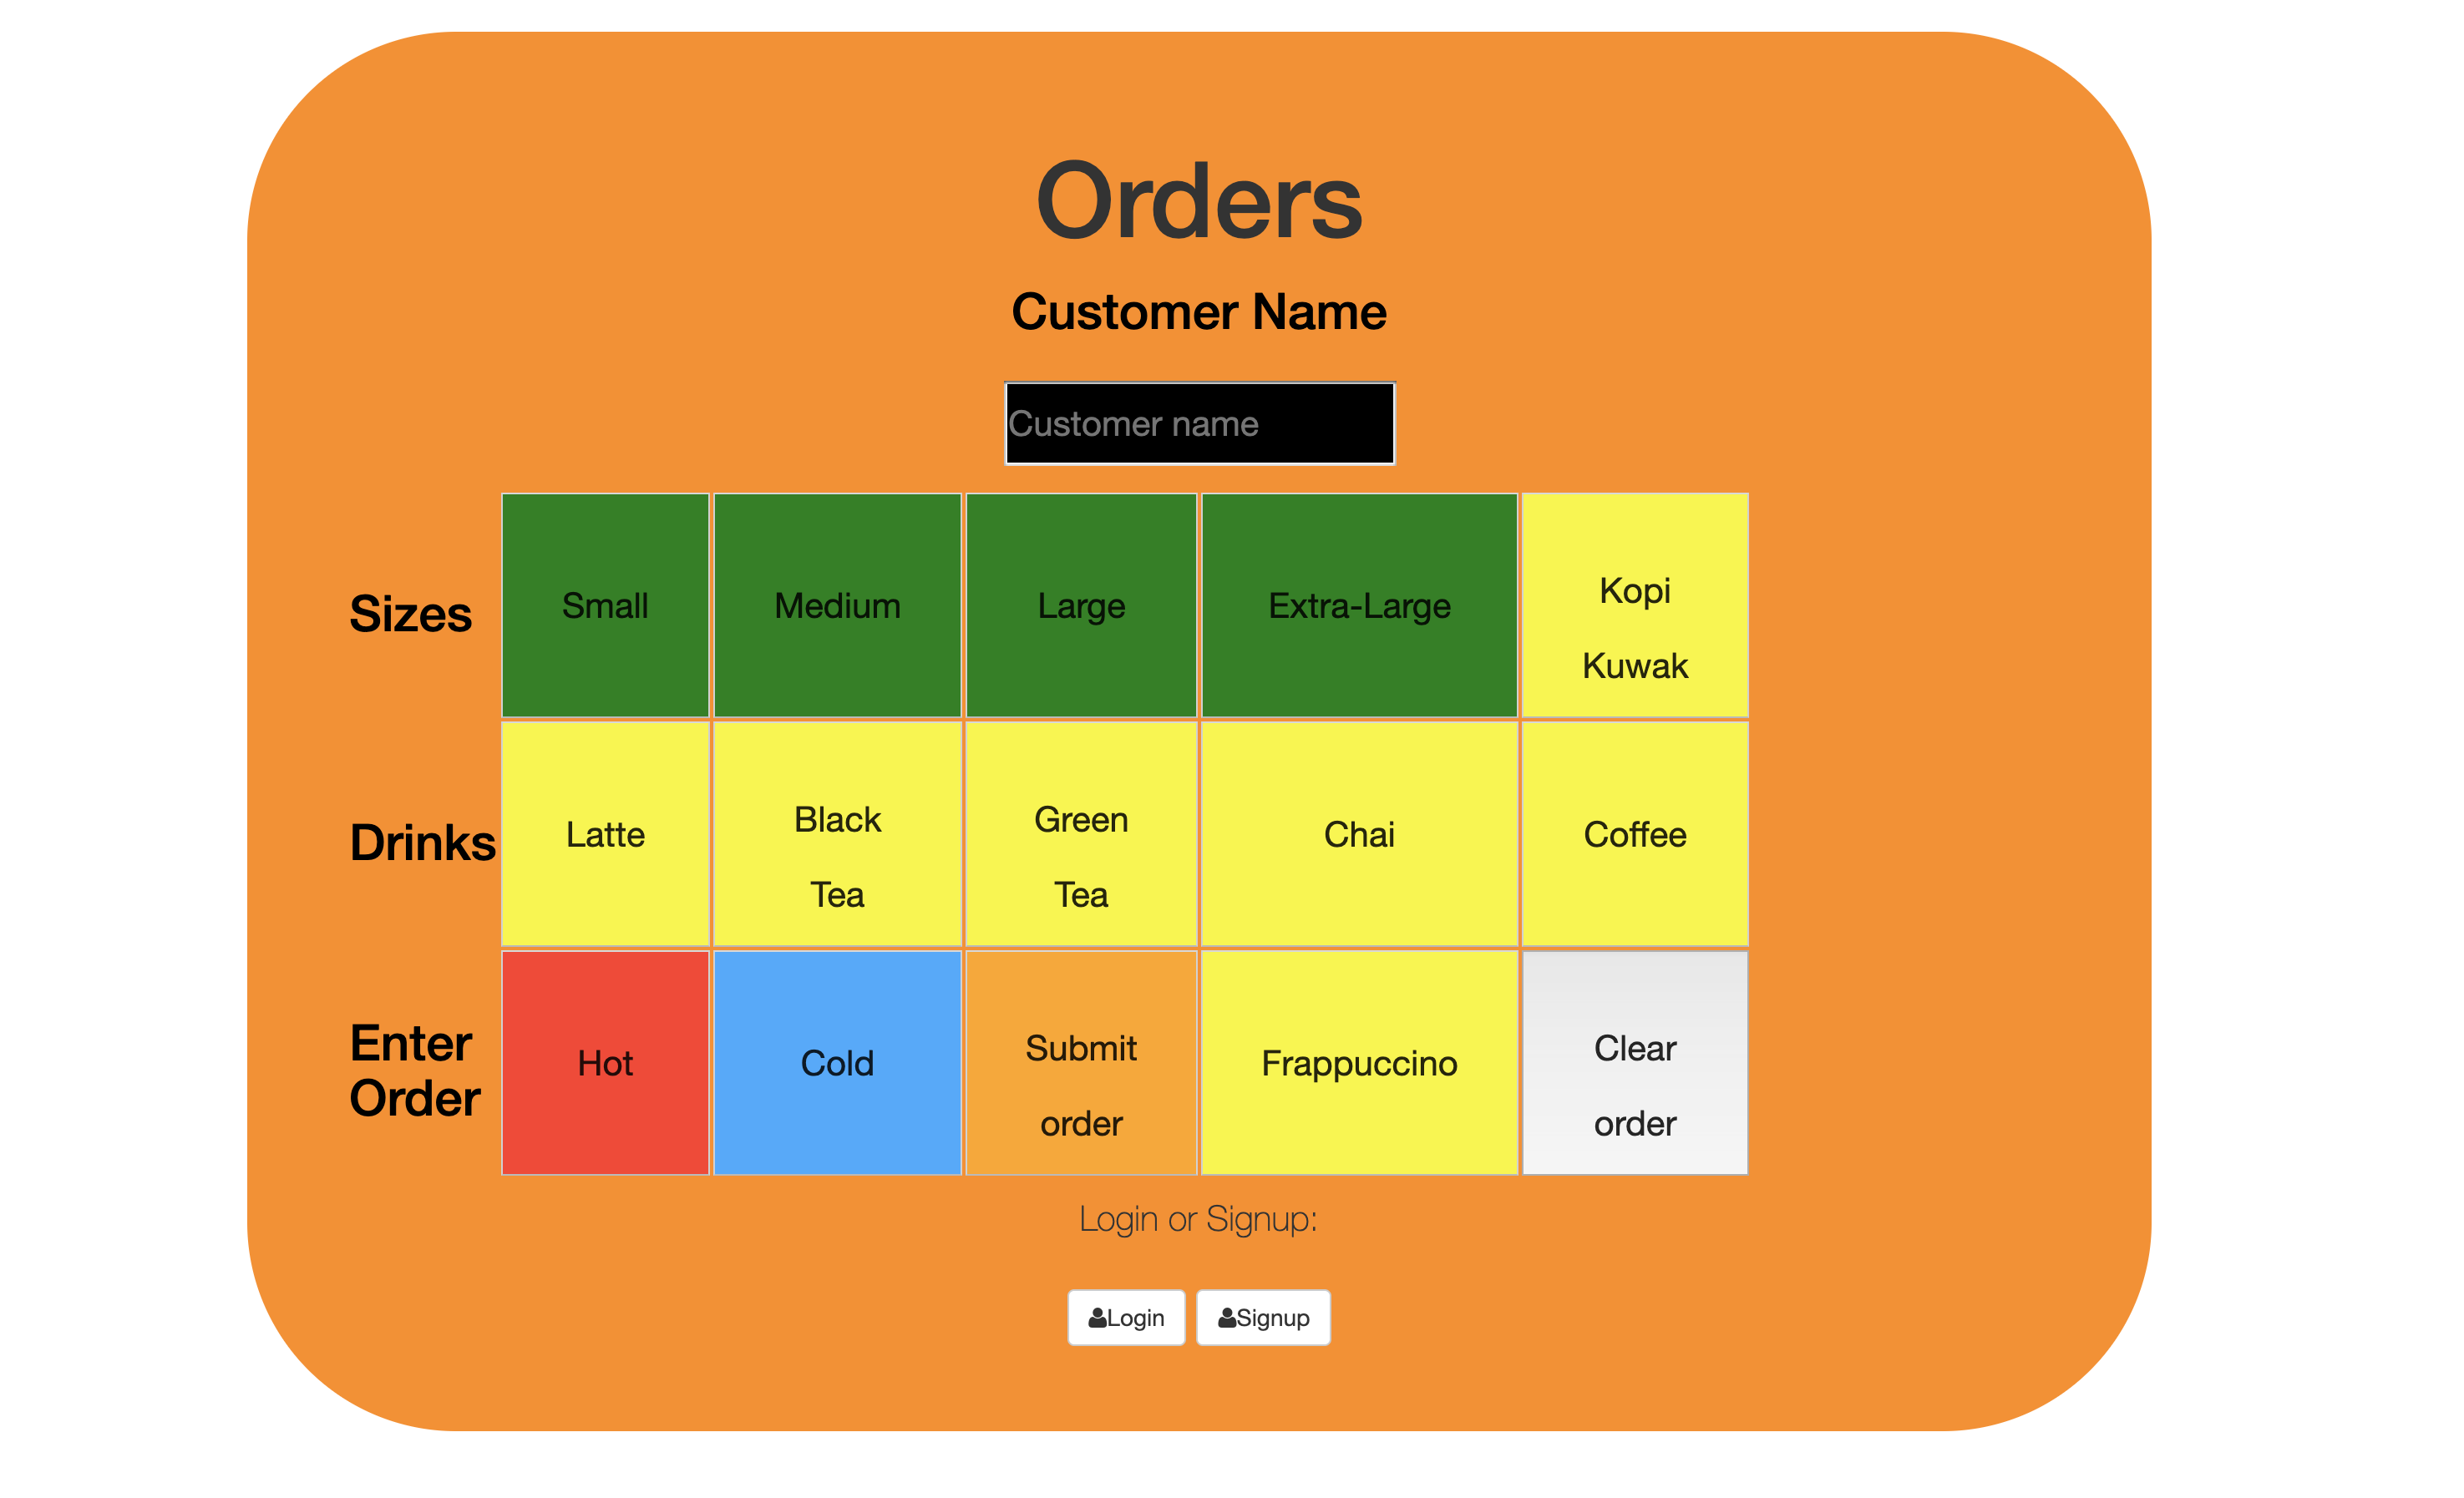 Orders
Customer Name
Customer name
Sizes
Small
Medium
Large
Extra-Large
Kopi
Kuwak
Drinks
Latte
Black
Tea
Green
Tea
Chai
Coffee
Enter
Order
Hot
Cold
Submit
order
Frappuccino
Clear
order
Login or Signup:
Login
Signup